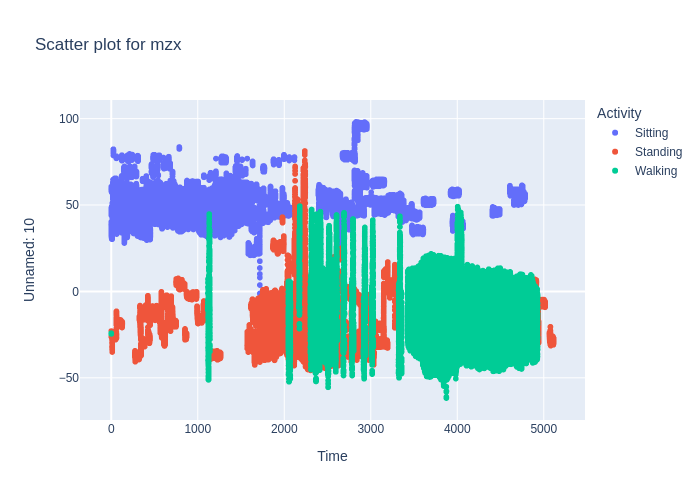 Scatter plot for mzx
Activity
Sitting
Standing
Walking
100
50
0
−50
Unnamed: 10
0
1000
2000
3000
4000
5000
Time